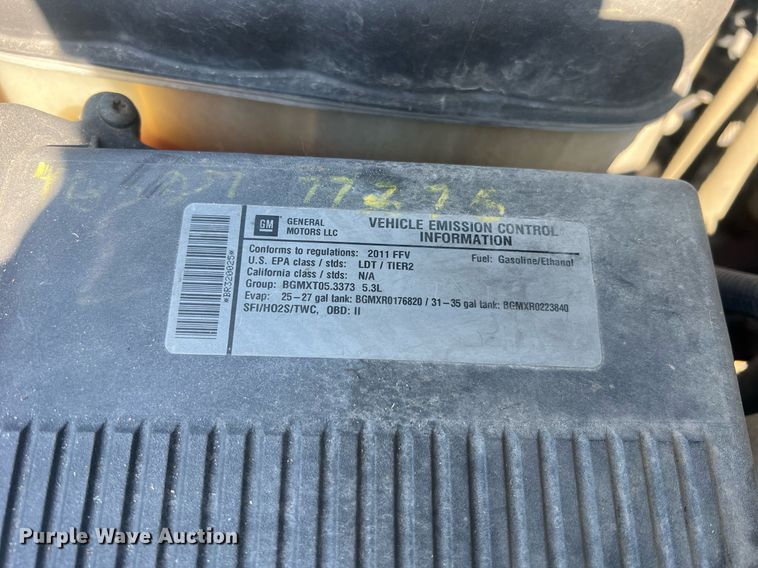 77275
GM
GENERAL MOTORS LLC
VEHICLE EMISSION CONTROL INFORMATION
Conforms to regulations: 2011 FFV
Fuel: Gasoline/Ethanol
U.S. EPA class / stds: LDT / TIER2
California class / stds: N/A
Group: BGMXT05.3373 5.3L
Evap: 25-27 gal tank: BGMXR0176820 / 31-35 gal tank: BGMXR0223840
SFI/HO2S/TWC, OBD: II
*BR320025*
Purple Wave Auction